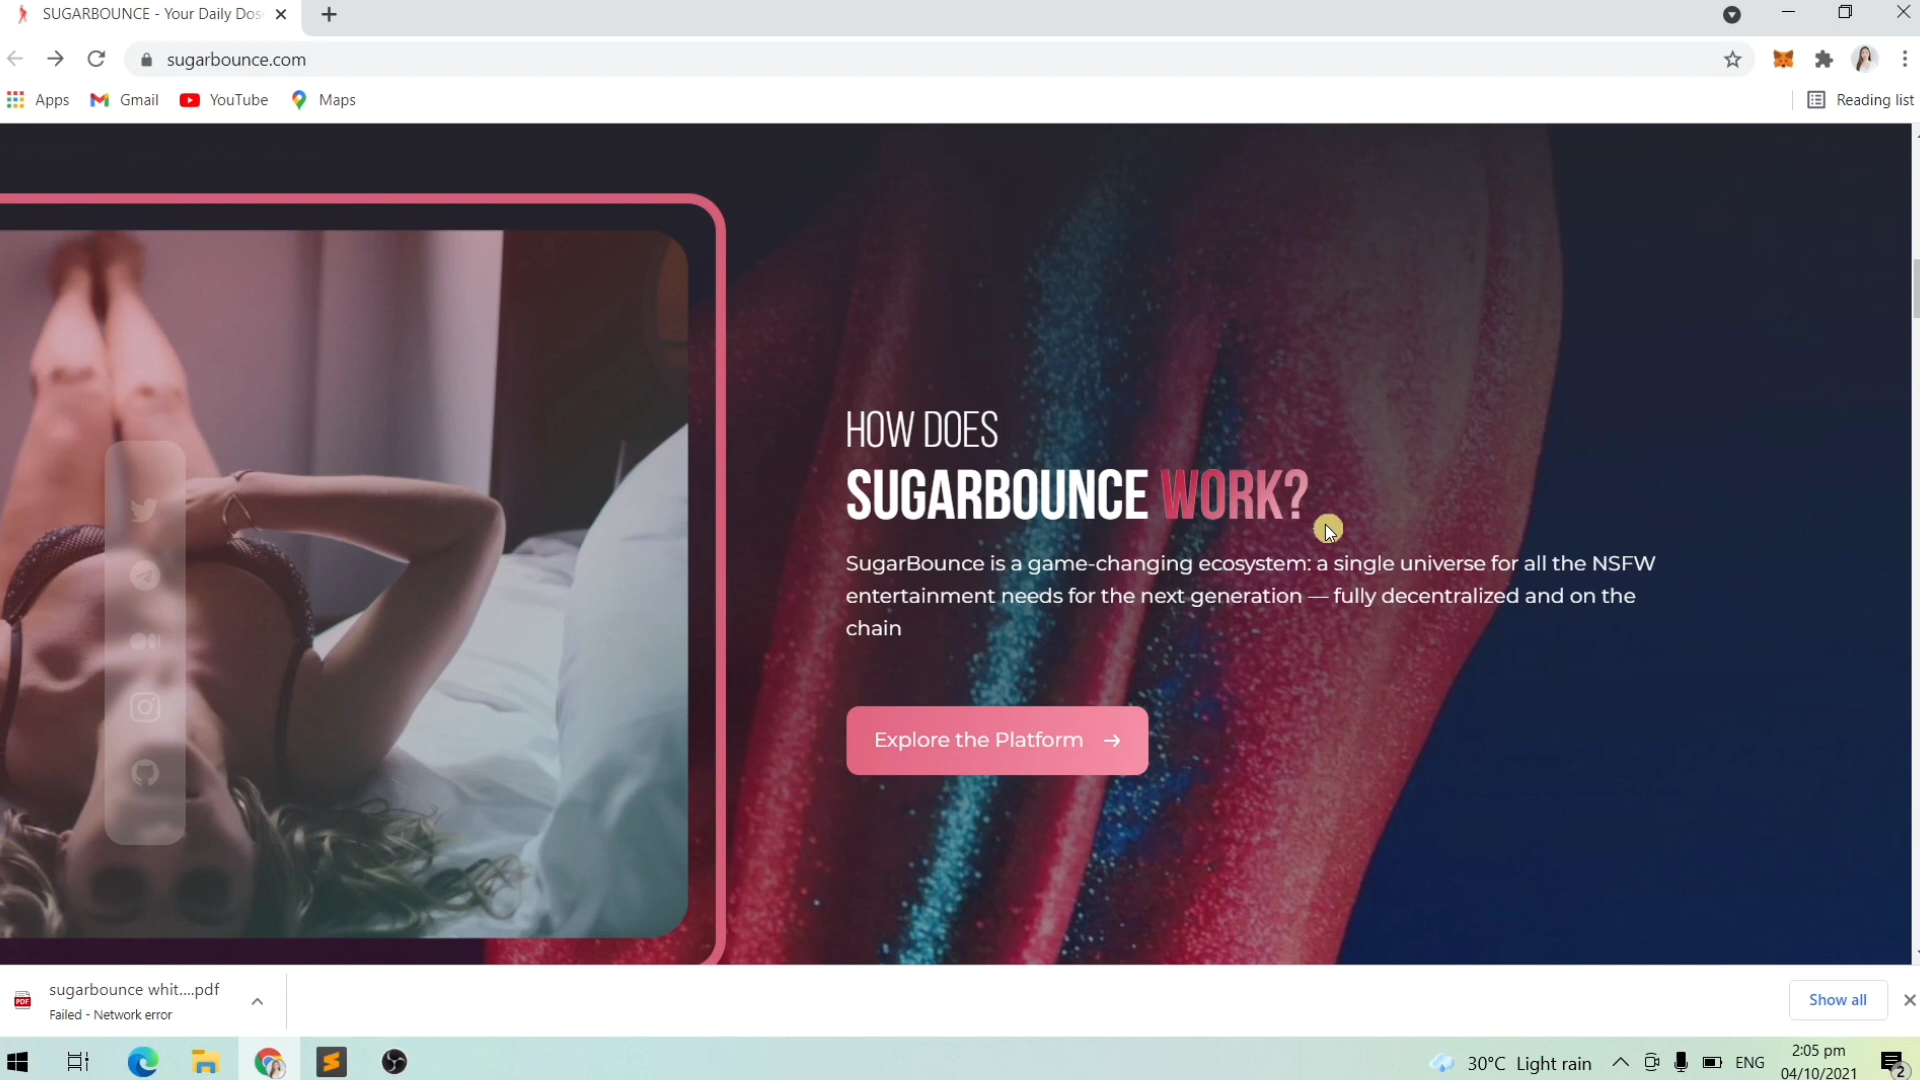 SUGARBOUNCE - Your Daily Dos
sugarbounce.com
Apps
Gmail
YouTube
Maps
Reading list
HOW DOES
SUGARBOUNCE WORK?
SugarBounce is a game-changing ecosystem: a single universe for all the NSFW
entertainment needs for the next generation — fully decentralized and on the
chain
Explore the Platform →
PDF
sugarbounce whit....pdf
Failed - Network error
Show all
30°C Light rain
ENG
2:05 pm
04/10/2021
2